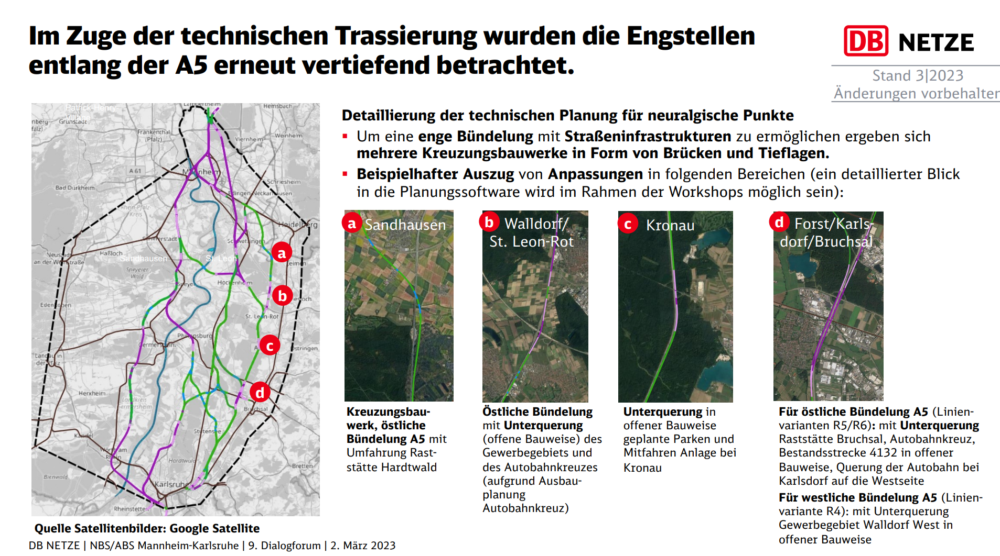 Im Zuge der technischen Trassierung wurden die Engstellen
entlang der A5 erneut vertiefend betrachtet.
DB NETZE
Stand 3|2023
Änderungen vorbehalten
Patrick-Henry-
Village
Lampertheim
Hemsbach
Grünstadt
Frankenthal
(Pfalz)
Viernheim
Weinheim
A 61
Mannheim
Schriesheim
Bad Dürkheim
Edingen-Neckarhausen
Rhein-Pfalz-
Kreis
Heidelberg
Schifferstadt
Schwetzingen
Haßloch
Sandhausen
St. Leon
a
Neustadt
an der Weinstraße
Leimen
Speyerer
Wald
Speyer
Hockenheim
b
Edenkoben
St. Leon-Rot
Philippsburg
Germersheim
c
Östringen
Landau in
der Pfalz
Herxheim
Landkreis
Germersheim
d
Bruchsal
Kandel
Stutensee
Wörth am
Rhein
Hardtwald
Bretten
Bienwald
Karlsruhe
Rheinstetten
Quelle Satellitenbilder: Google Satellite
Detaillierung der technischen Planung für neuralgische Punkte
Um eine enge Bündelung mit Straßeninfrastrukturen zu ermöglichen ergeben sich
mehrere Kreuzungsbauwerke in Form von Brücken und Tieflagen.
Beispielhafter Auszug von Anpassungen in folgenden Bereichen (ein detaillierter Blick
in die Planungssoftware wird im Rahmen der Workshops möglich sein):
a Sandhausen
Kreuzungsbau-
werk, östliche
Bündelung A5 mit
Umfahrung Rast-
stätte Hardtwald
b Walldorf/
St. Leon-Rot
Östliche Bündelung
mit Unterquerung
(offene Bauweise) des
Gewerbegebiets und
des Autobahnkreuzes
(aufgrund Ausbau-
planung
Autobahnkreuz)
c Kronau
Unterquerung in
offener Bauweise
geplante Parken und
Mitfahren Anlage bei
Kronau
d Forst/Karls-
dorf/Bruchsal
Für östliche Bündelung A5 (Linien-
varianten R5/R6): mit Unterquerung
Raststätte Bruchsal, Autobahnkreuz,
Bestandsstrecke 4132 in offener
Bauweise, Querung der Autobahn bei
Karlsdorf auf die Westseite
Für westliche Bündelung A5 (Linien-
variante R4): mit Unterquerung
Gewerbegebiet Walldorf West in
offener Bauweise
DB NETZE | NBS/ABS Mannheim-Karlsruhe | 9. Dialogforum | 2. März 2023